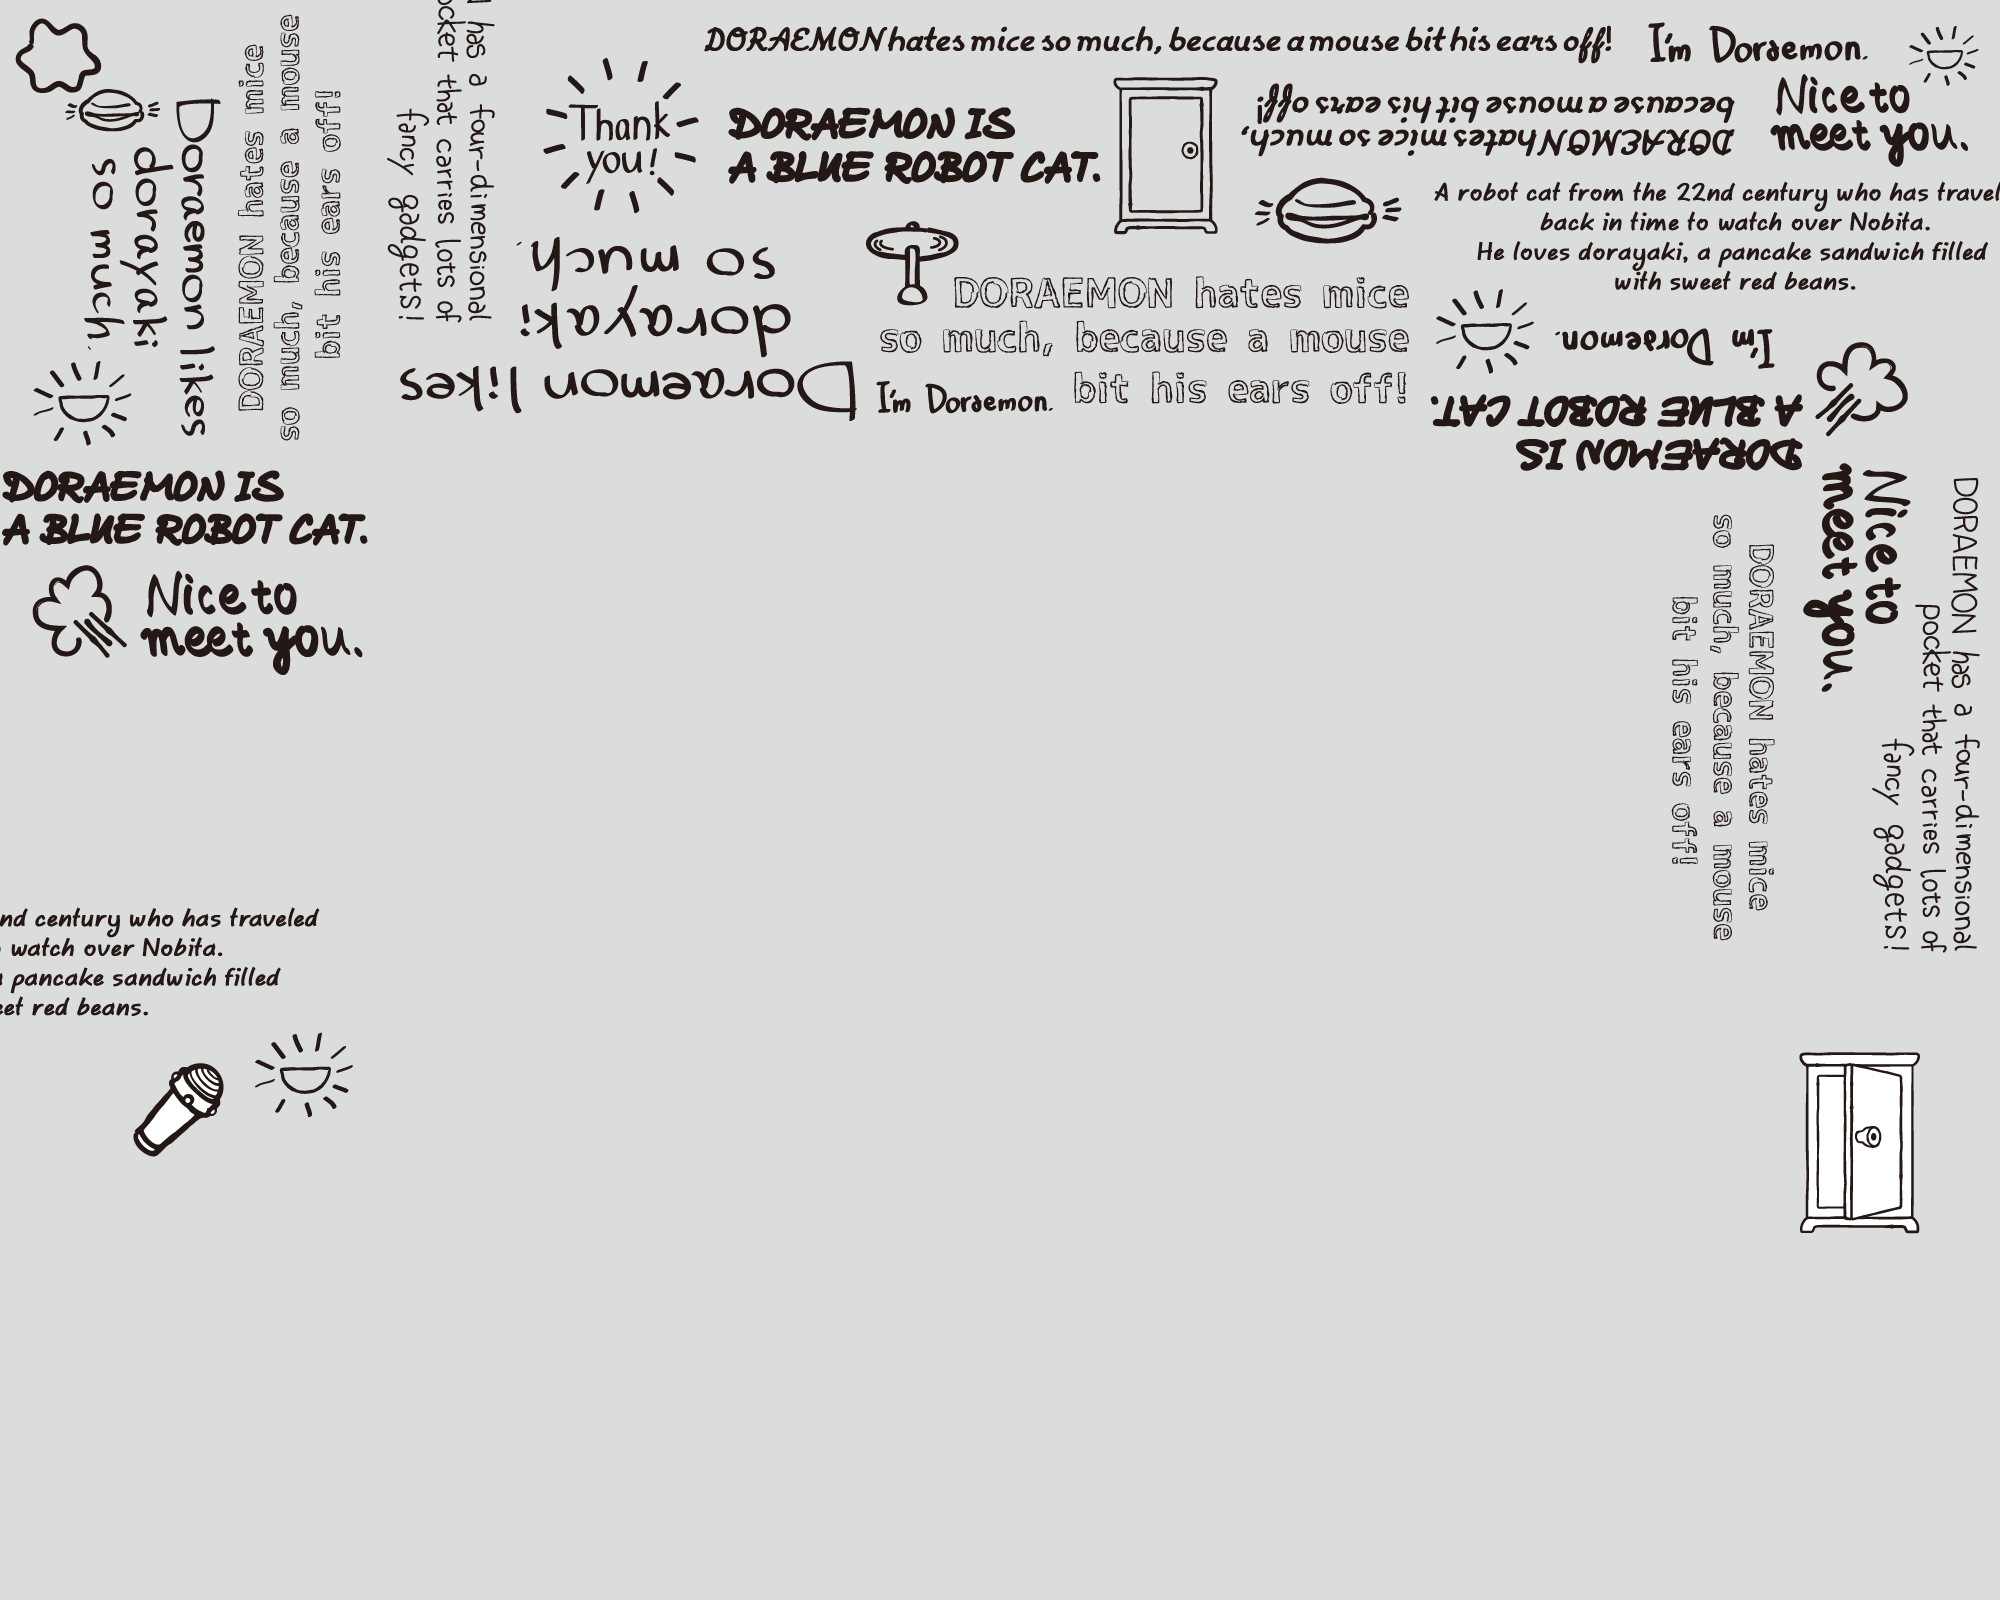 DORAEMON hates mice so much, because a mouse bit his ears off!
I'm Doraemon.
Doraemon likes
dorayaki
so much.
DORAEMON hates mice
so much, because a mouse
bit his ears off!
has a four-dimensional
pocket that carries lots of
fancy gadgets!
Thank
you!
DORAEMON IS
A BLUE ROBOT CAT.
DORAEMON hates mice so much,
because a mouse bit his ears off!
Nice to
meet you.
A robot cat from the 22nd century who has travel
back in time to watch over Nobita.
He loves dorayaki, a pancake sandwich filled
with sweet red beans.
Doraemon likes
dorayaki
so much.
DORAEMON hates mice
so much, because a mouse
bit his ears off!
I'm Doraemon.
I'm Doraemon.
DORAEMON IS
A BLUE ROBOT CAT.
DORAEMON IS
A BLUE ROBOT CAT.
Nice to
meet you.
Nice to
meet you.
DORAEMON has a four-dimensional
pocket that carries lots of
fancy gadgets!
DORAEMON hates mice
so much, because a mouse
bit his ears off!
nd century who has traveled
watch over Nobita.
a pancake sandwich filled
eet red beans.